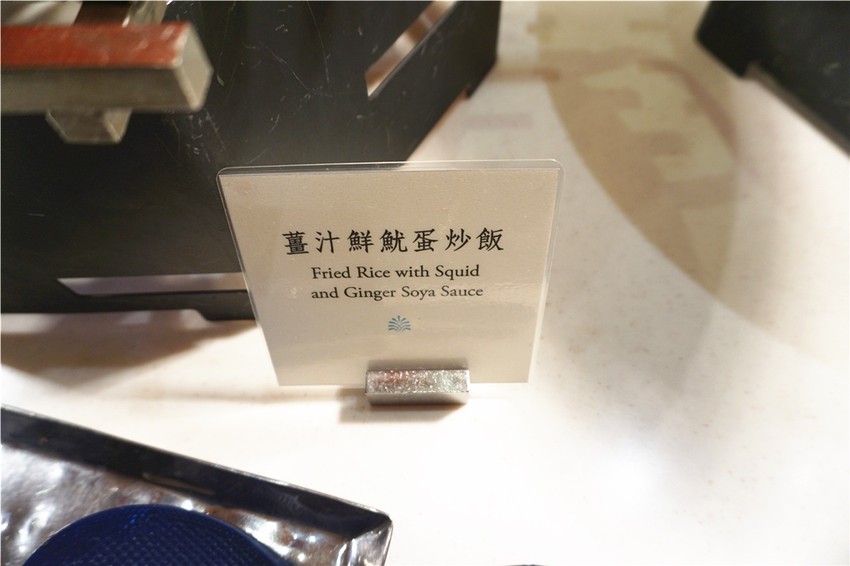 薑汁鮮魷蛋炒飯
Fried Rice with Squid
and Ginger Soya Sauce